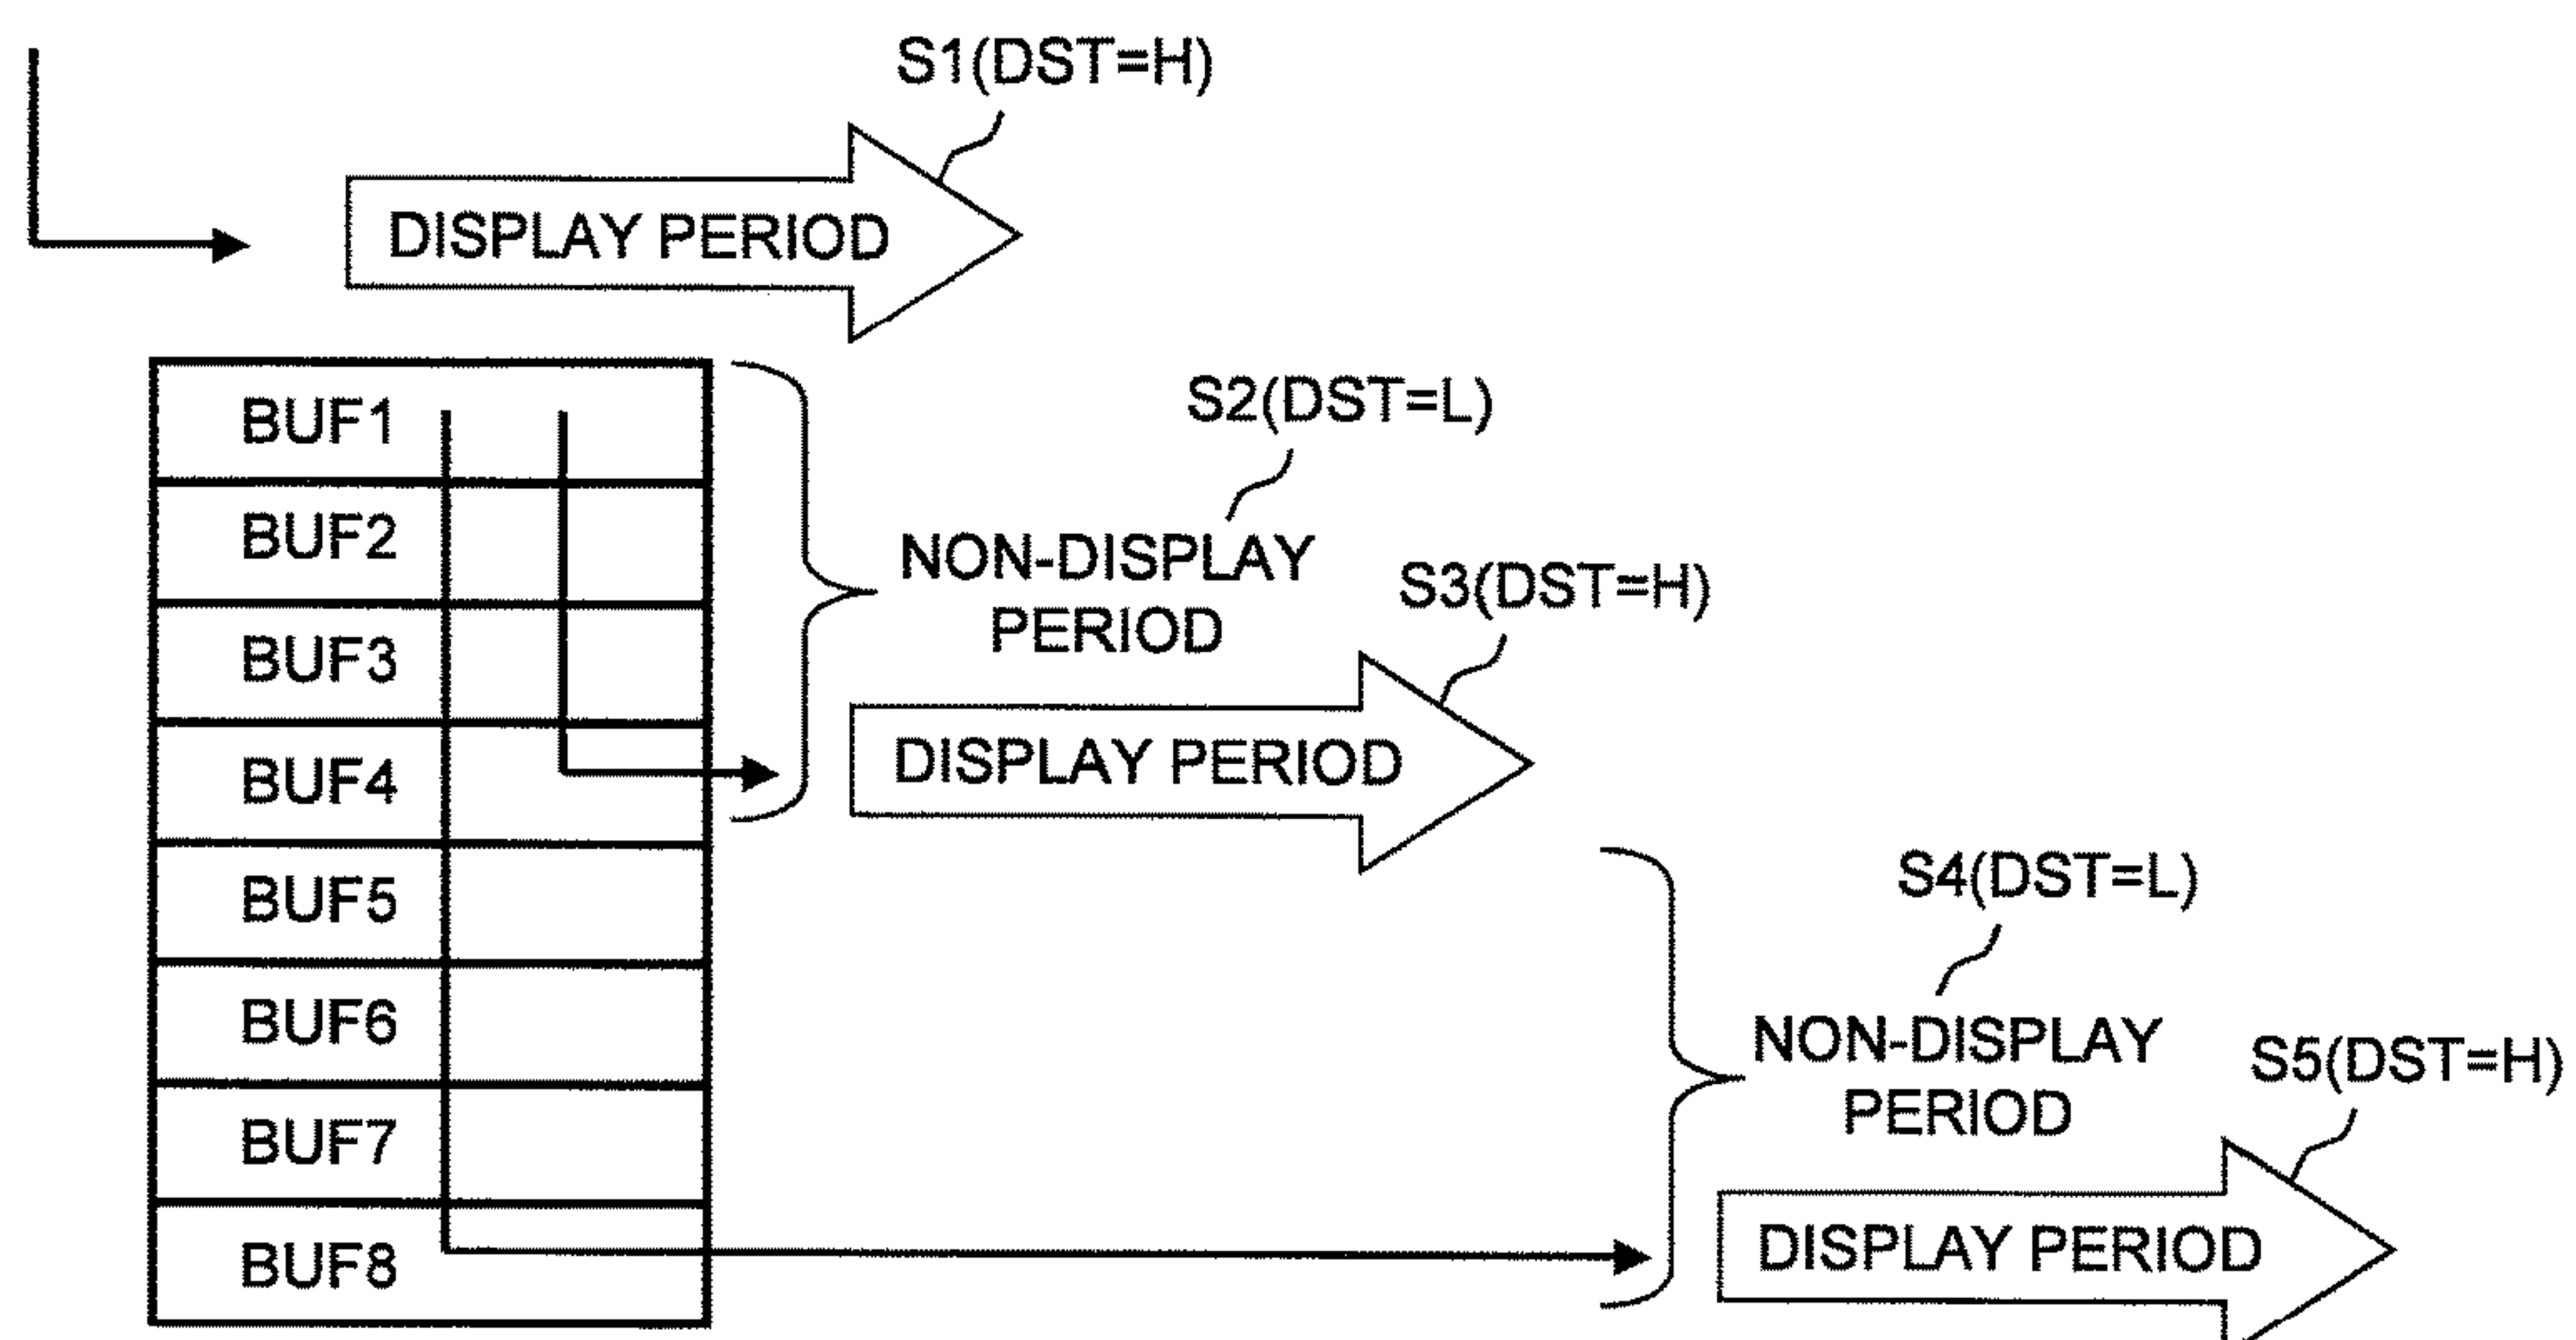 S1(DST=H)
DISPLAY PERIOD
BUF1
S2(DST=L)
BUF2
NON-DISPLAY
PERIOD
S3(DST=H)
BUF3
DISPLAY PERIOD
BUF4
BUF5
S4(DST=L)
BUF6
NON-DISPLAY
PERIOD
S5(DST=H)
BUF7
DISPLAY PERIOD
BUF8